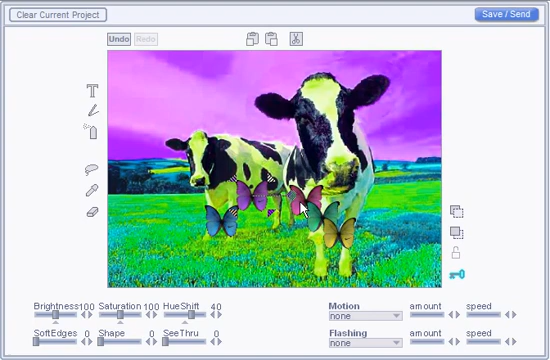 Clear Current Project
Save / Send
Undo Redo
T
Brightness 100 Saturation 100 HueShift 40
Motion amount speed
none
SoftEdges 0 Shape 0 SeeThru 0
Flashing amount speed
none